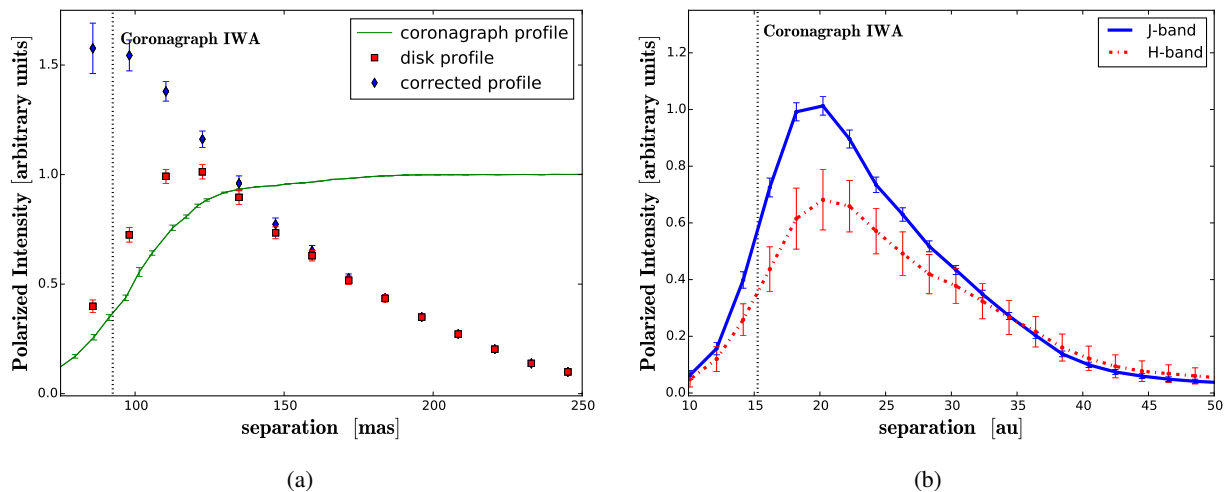 Coronagraph IWA
coronagraph profile
disk profile
corrected profile
Polarized Intensity [arbitrary units]
1.5
1.0
0.5
0.0
100
150
200
250
separation [mas]
(a)
Coronagraph IWA
J-band
H-band
Polarized Intensity [arbitrary units]
1.2
1.0
0.8
0.6
0.4
0.2
0.0
10
15
20
25
30
35
40
45
50
separation [au]
(b)